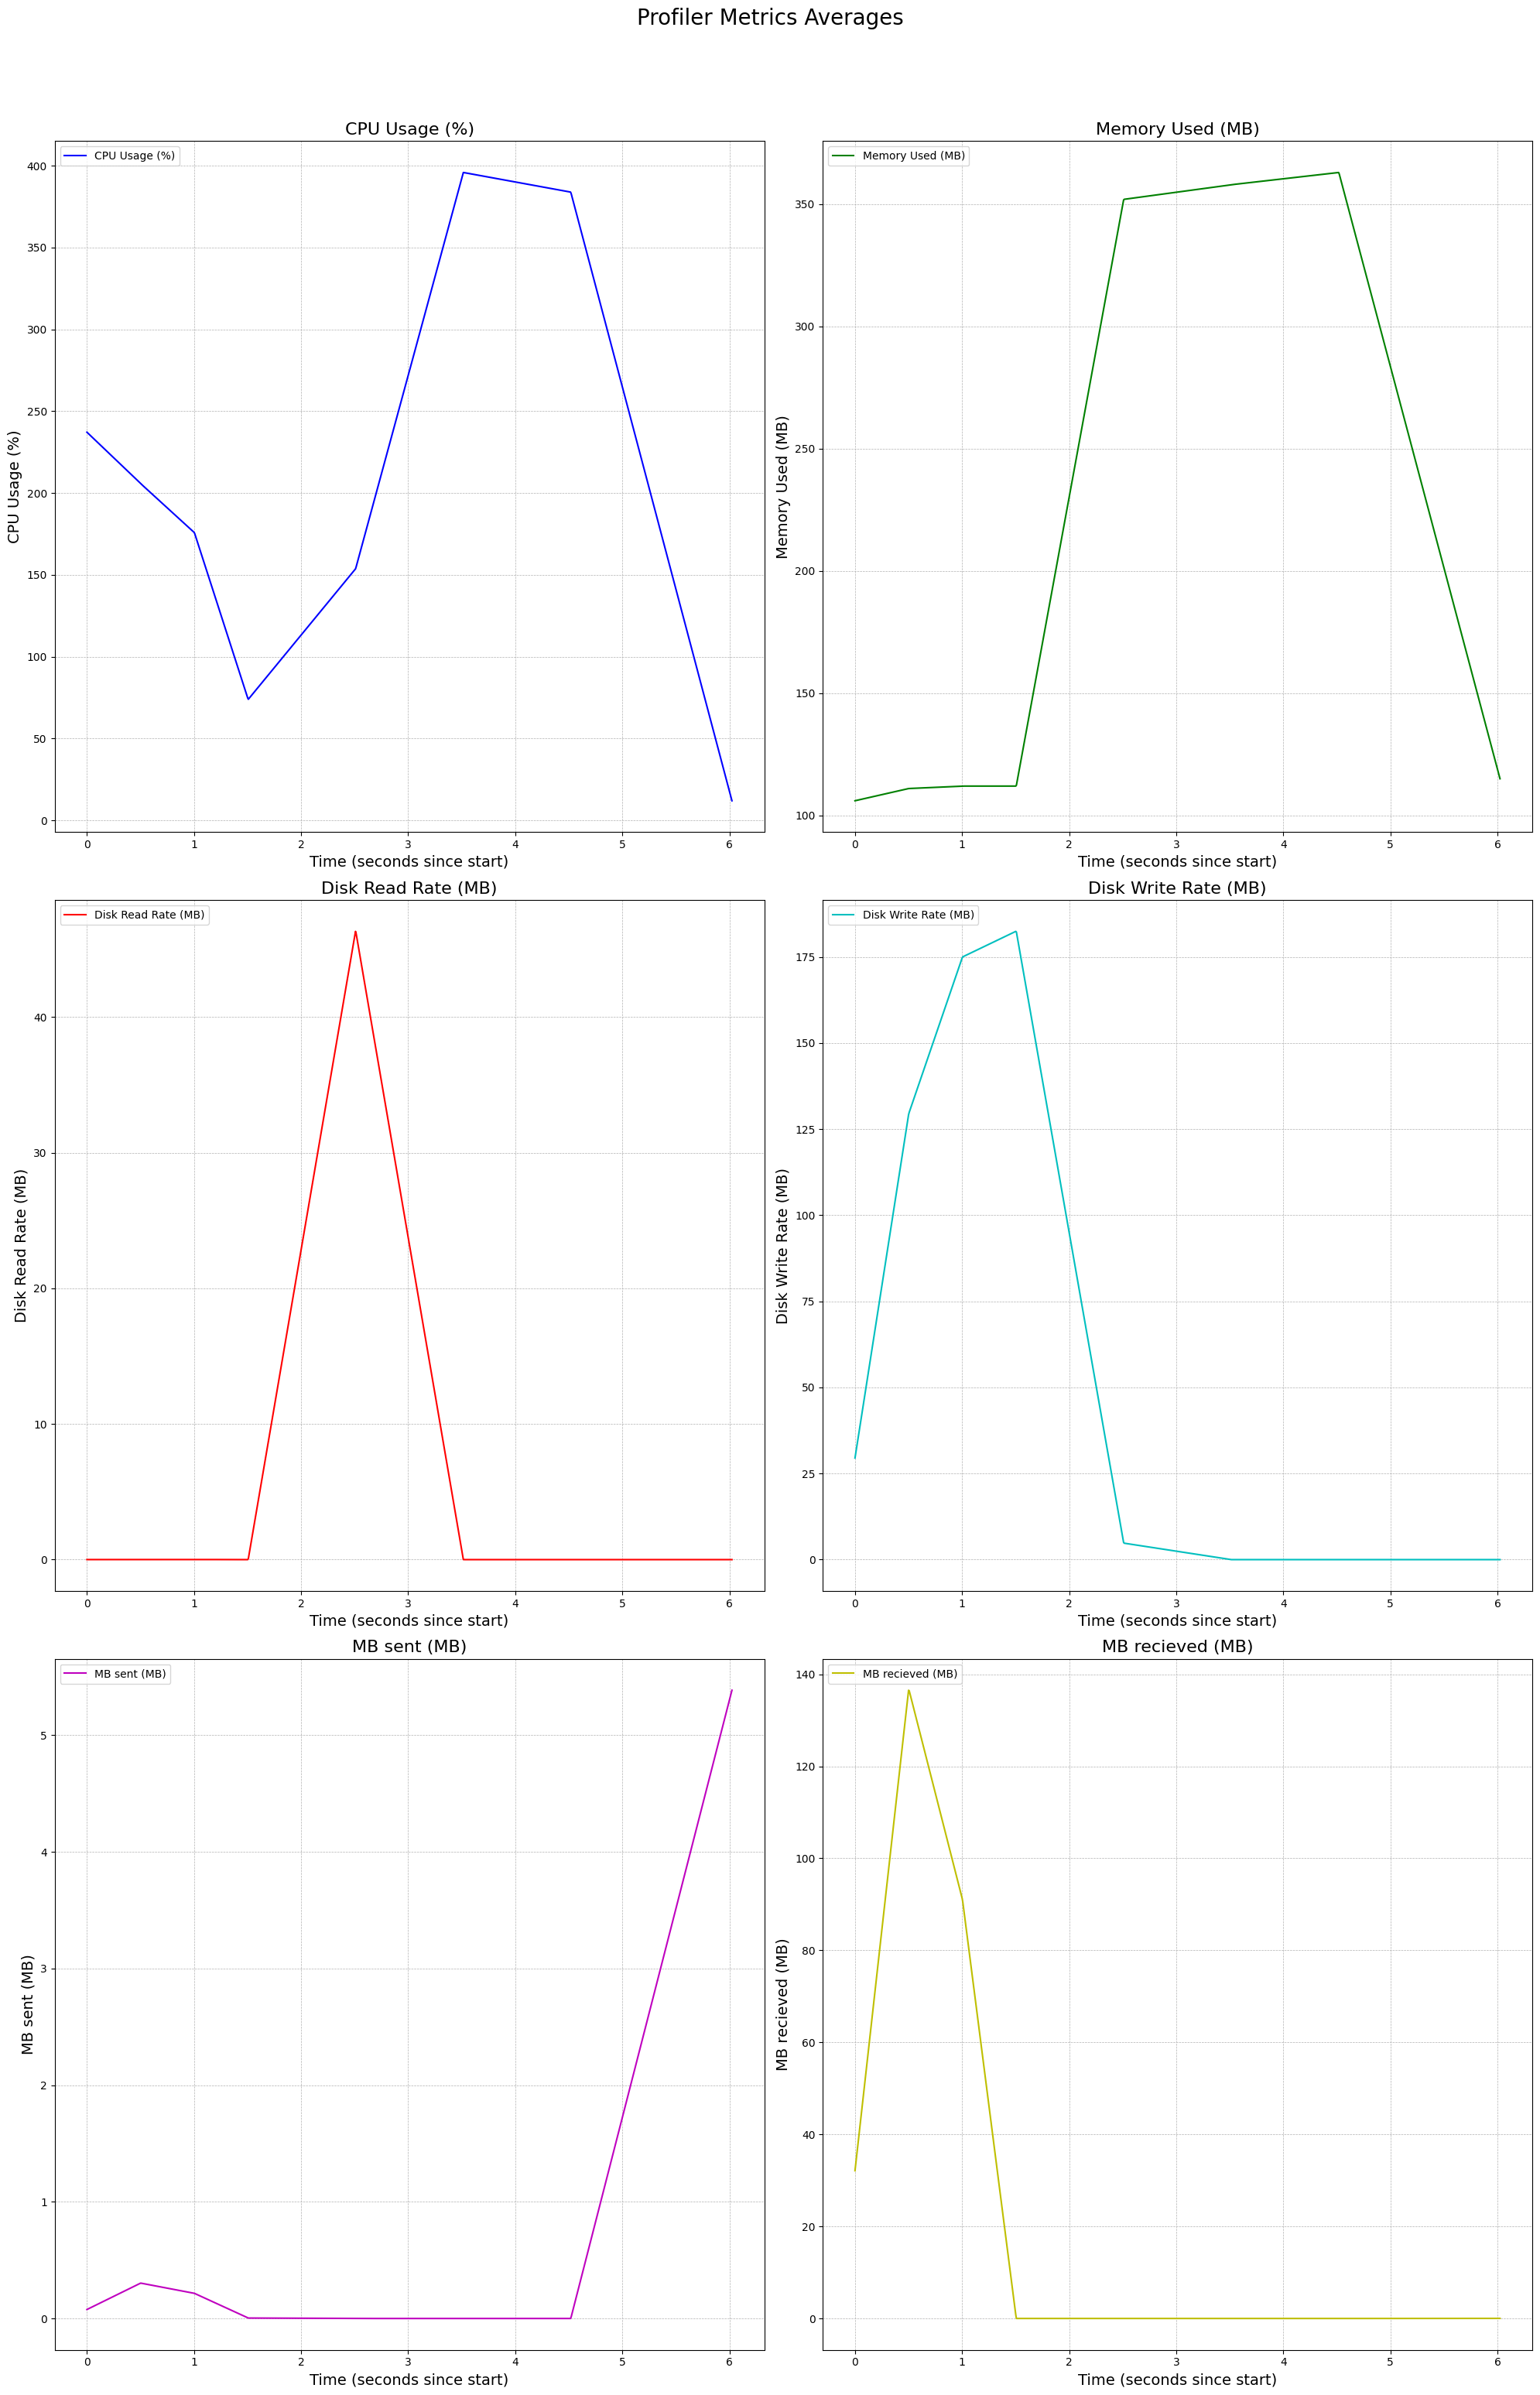 Profiler Metrics Averages
CPU Usage (%)
CPU Usage (%)
CPU Usage (%)
400
350
300
250
200
150
100
50
0
0 1 2 3 4 5 6
Time (seconds since start)
Memory Used (MB)
Memory Used (MB)
Memory Used (MB)
350
300
250
200
150
100
0 1 2 3 4 5 6
Time (seconds since start)
Disk Read Rate (MB)
Disk Read Rate (MB)
Disk Read Rate (MB)
40
30
20
10
0
0 1 2 3 4 5 6
Time (seconds since start)
Disk Write Rate (MB)
Disk Write Rate (MB)
Disk Write Rate (MB)
175
150
125
100
75
50
25
0
0 1 2 3 4 5 6
Time (seconds since start)
MB sent (MB)
MB sent (MB)
MB sent (MB)
5
4
3
2
1
0
0 1 2 3 4 5 6
Time (seconds since start)
MB recieved (MB)
MB recieved (MB)
MB recieved (MB)
140
120
100
80
60
40
20
0
0 1 2 3 4 5 6
Time (seconds since start)